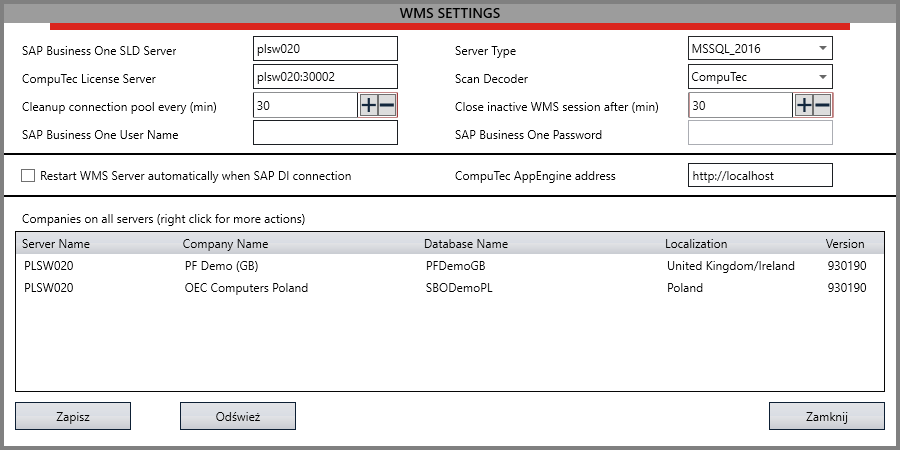 WMS SETTINGS
SAP Business One SLD Server plsw020 Server Type MSSQL_2016
CompuTec License Server plsw020:30002 Scan Decoder CompuTec
Cleanup connection pool every (min) 30 Close inactive WMS session after (min) 30
SAP Business One User Name SAP Business One Password
Restart WMS Server automatically when SAP DI connection CompuTec AppEngine address http://localhost
Companies on all servers (right click for more actions)
Server Name Company Name Database Name Localization Version
PLSW020 PF Demo (GB) PFDemoGB United Kingdom/Ireland 930190
PLSW020 OEC Computers Poland SBODemoPL Poland 930190
Zapisz Odśwież Zamknij